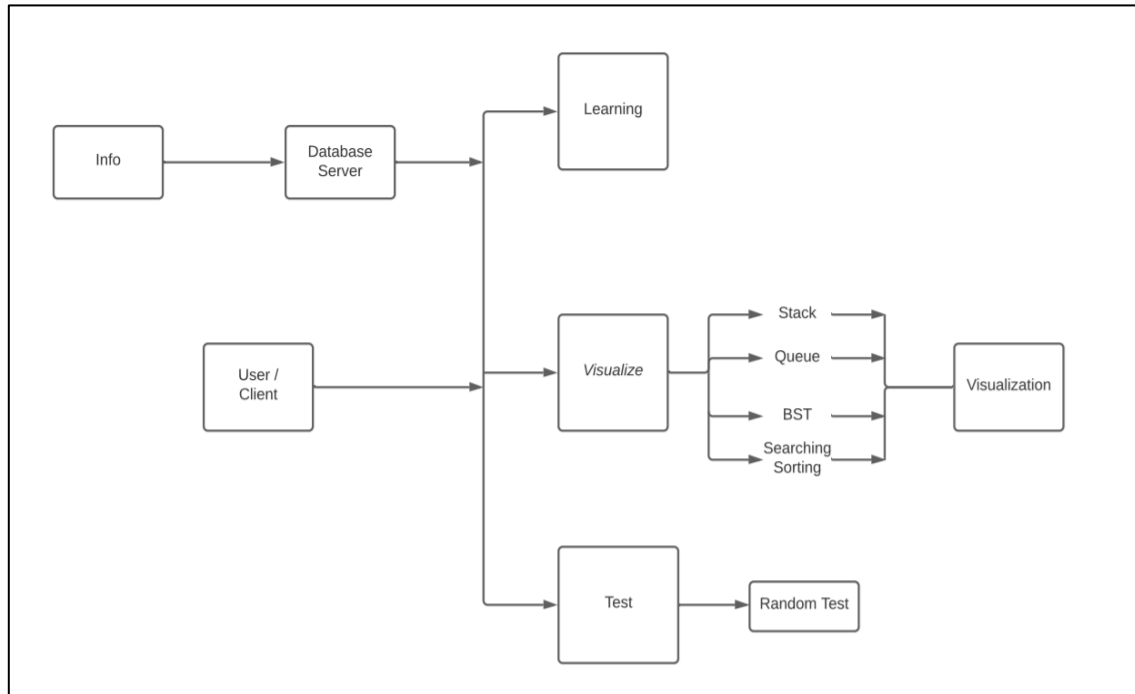 Learning
Info
Database
Server
Stack
Queue
User /
Client
Visualize
Visualization
BST
Searching
Sorting
Test
Random Test